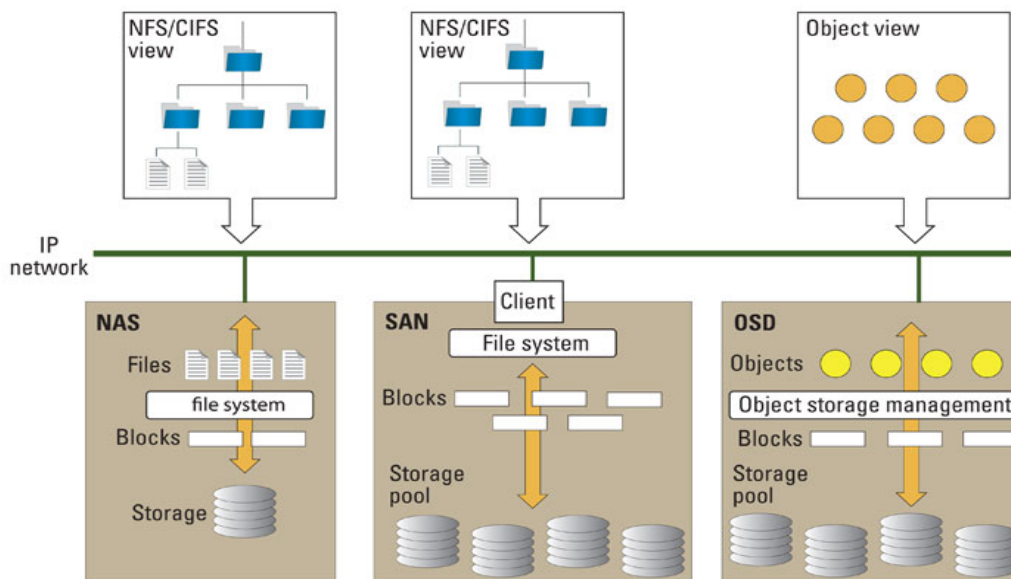 NFS/CIFS
view
NFS/CIFS
view
Object view
IP
network
NAS
Files
file system
Blocks
Storage
Client
SAN
File system
Blocks
Storage
pool
OSD
Objects
Object storage management
Blocks
Storage
pool